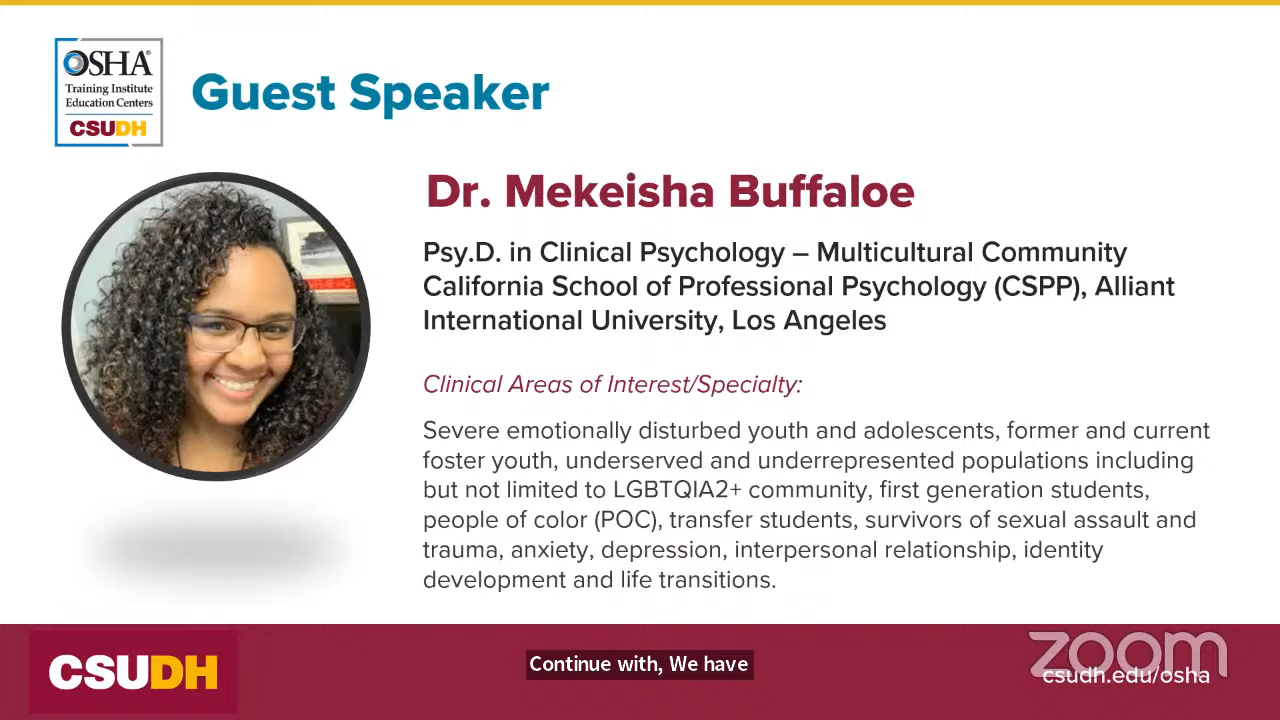 OSHA®
Training Institute
Education Centers
CSUDH
Guest Speaker
Dr. Mekeisha Buffaloe
Psy.D. in Clinical Psychology – Multicultural Community
California School of Professional Psychology (CSPP), Alliant
International University, Los Angeles
Clinical Areas of Interest/Specialty:
Severe emotionally disturbed youth and adolescents, former and current
foster youth, underserved and underrepresented populations including
but not limited to LGBTQIA2+ community, first generation students,
people of color (POC), transfer students, survivors of sexual assault and
trauma, anxiety, depression, interpersonal relationship, identity
development and life transitions.
CSUDH
Continue with, We have
zoom
csudh.edu/osha